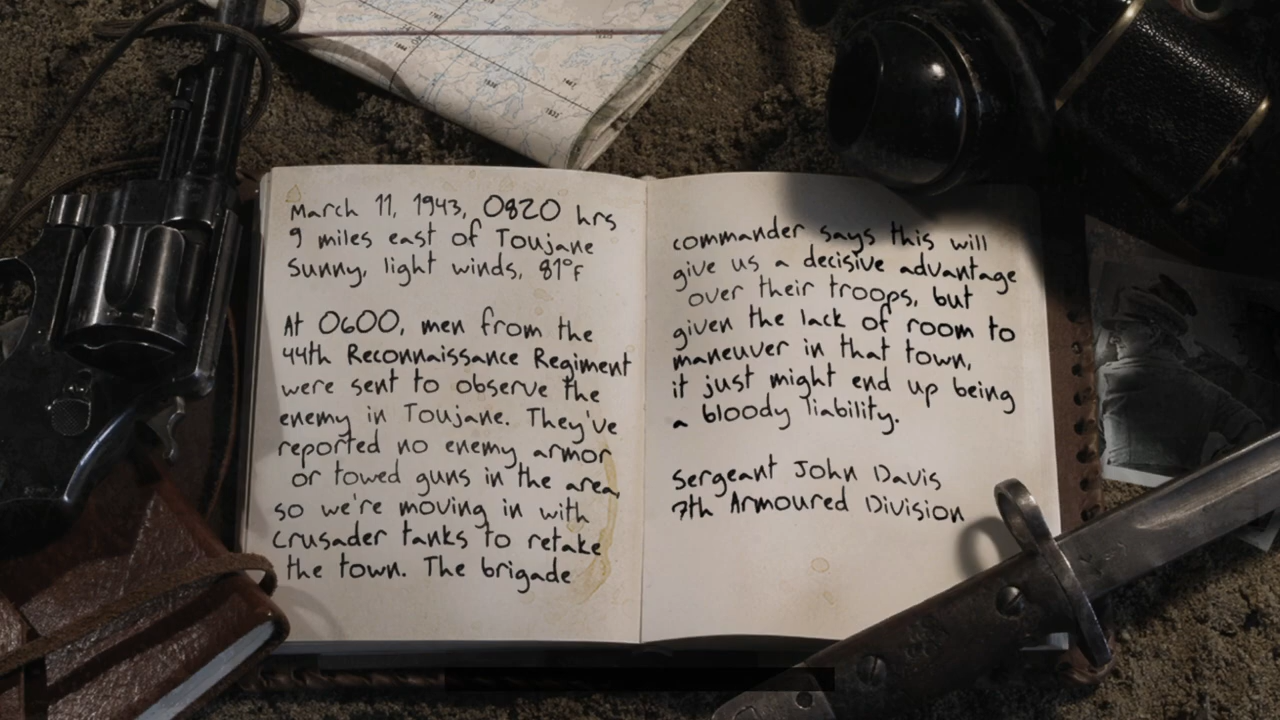 March 11, 1943, 0820 hrs
9 miles east of Toujane
Sunny, light winds, 81°F
At 0600, men from the
44th Reconnaissance Regiment
were sent to observe the
enemy in Toujane. They've
reported no enemy armor
or towed guns in the area,
so we're moving in with
Crusader tanks to retake
the town. The brigade
commander says this will
give us a decisive advantage
over their troops, but
given the lack of room to
maneuver in that town,
it just might end up being
a bloody liability.
Sergeant John Davis
7th Armoured Division